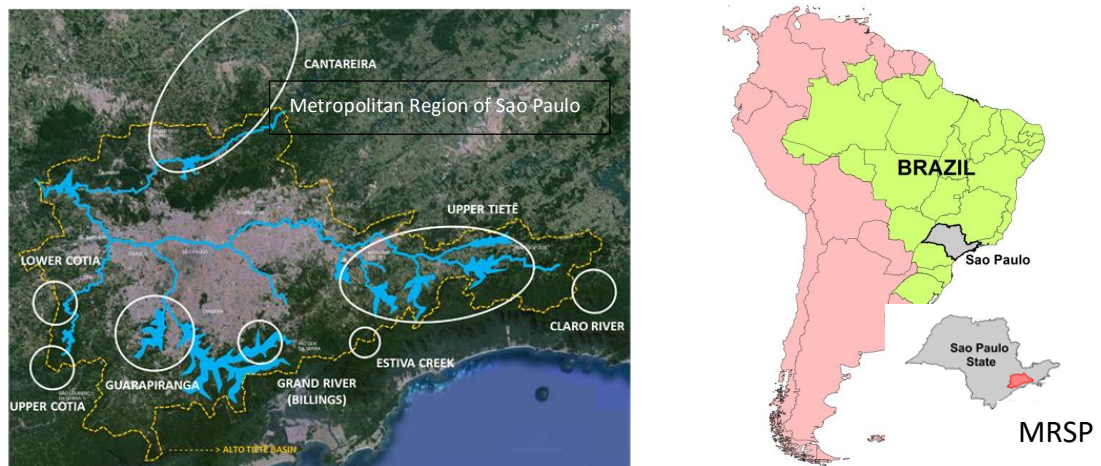 CANTAREIRA
Metropolitan Region of Sao Paulo
UPPER TIETÊ
LOWER COTIA
CLARO RIVER
ESTIVA CREEK
GUARAPIRANGA
GRAND RIVER
(BILLINGS)
UPPER COTIA
- - - - > ALTO TIETÊ BASIN
BRAZIL
Sao Paulo
Sao Paulo
State
MRSP